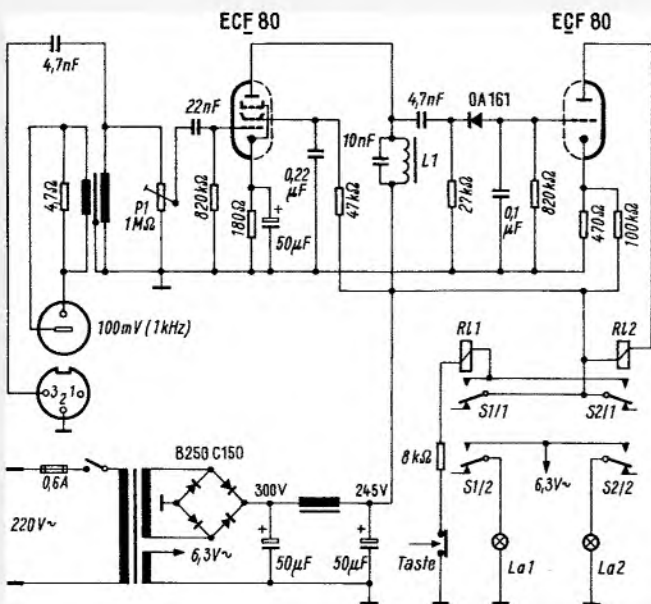 ECF 80
ECF 80
4,7nF
22nF
4,7nF
OA161
10nF
L1
4,7Ω
P1
1MΩ
820kΩ
180Ω
+
50µF
0,22
µF
47kΩ
27kΩ
0,1
µF
820kΩ
470Ω
100kΩ
100mV (1kHz)
3 2 1
Rl1
Rl2
S1/1
S2/1
B250 C150
0,6A
300V
245V
8kΩ
S1/2
6,3V~
S2/2
220V~
6,3V~
+
50µF
+
50µF
Taste
La1
La2